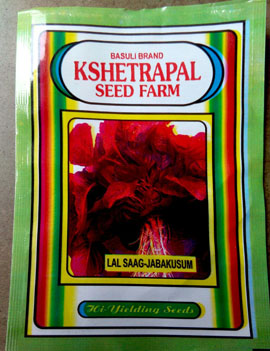 BASULI BRAND
KSHETRAPAL
SEED FARM
LAL SAAG-JABAKUSUM
Hi-Yielding Seeds